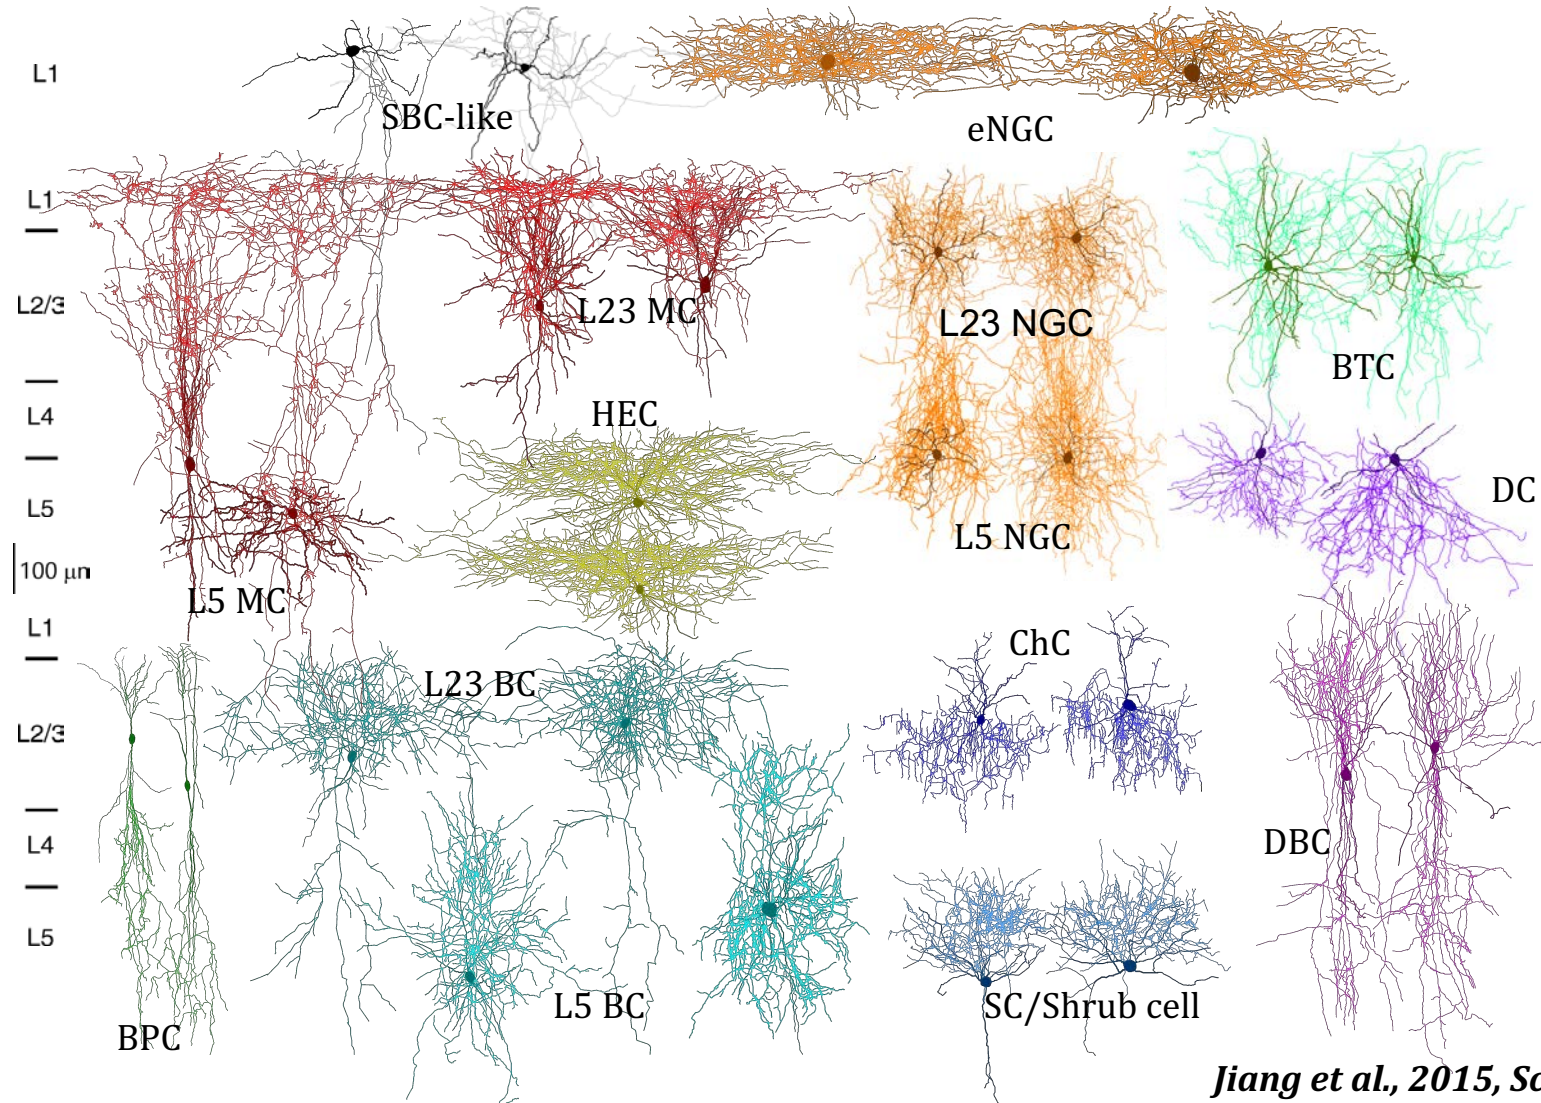 L1
SBC-like
eNGC
L1
L2/3
L23 MC
L23 NGC
BTC
HEC
L4
L5
DC
L5 NGC
100 μm
L5 MC
L1
ChC
L23 BC
L2/3
L4
DBC
L5
L5 BC
SC/Shrub cell
BPC
Jiang et al., 2015, Sc